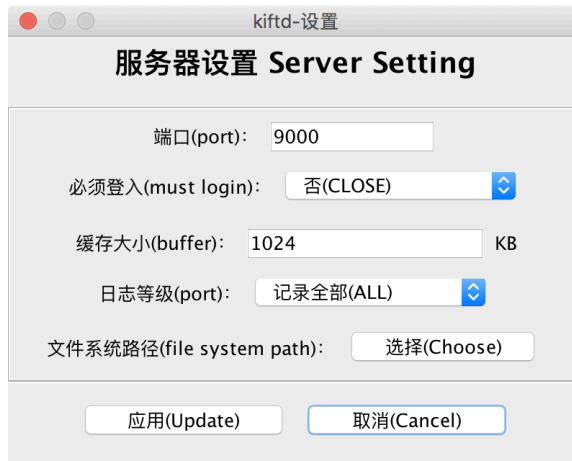 kiftd-设置
服务器设置 Server Setting
端口(port): 9000
必须登入(must login): 否(CLOSE)
缓存大小(buffer): 1024 KB
日志等级(port): 记录全部(ALL)
文件系统路径(file system path): 选择(Choose)
应用(Update) 取消(Cancel)